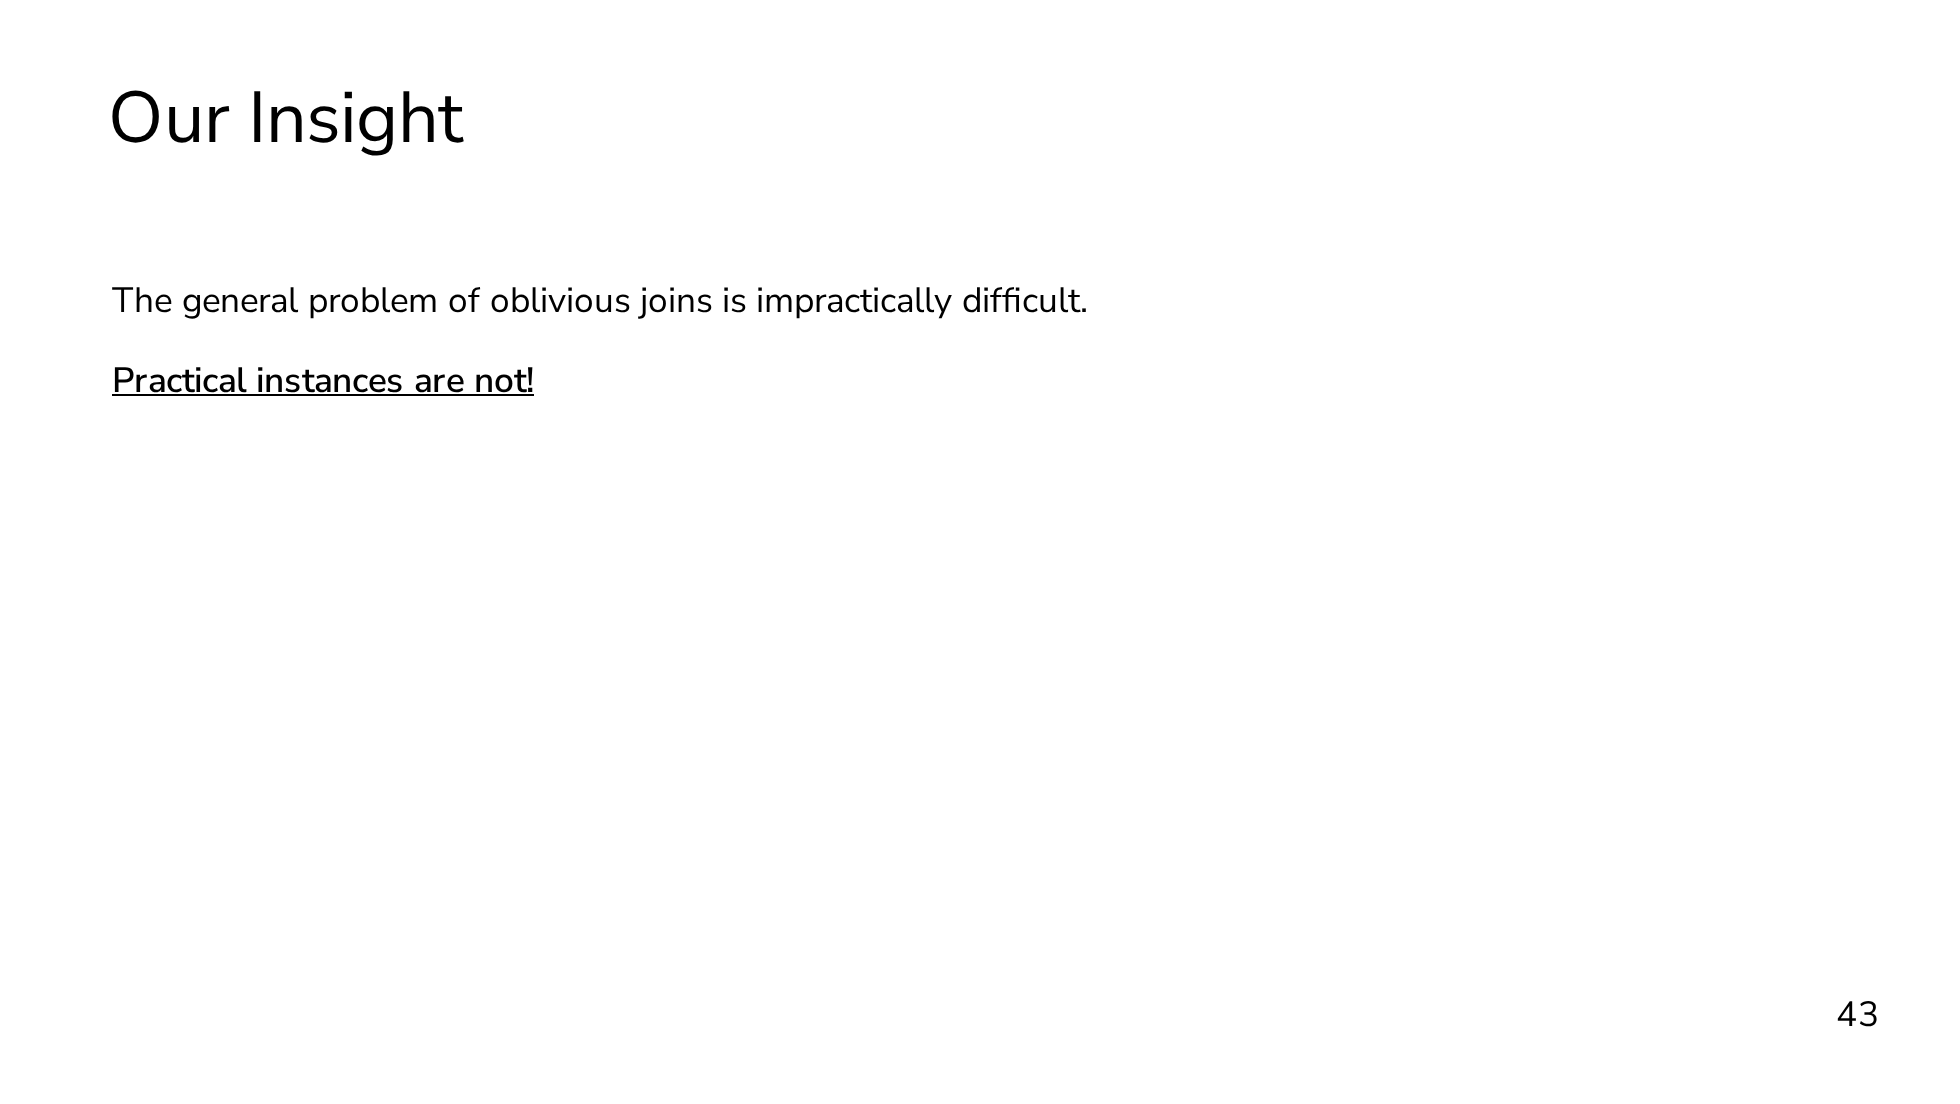 Our Insight
The general problem of oblivious joins is impractically difficult.
Practical instances are not!
43